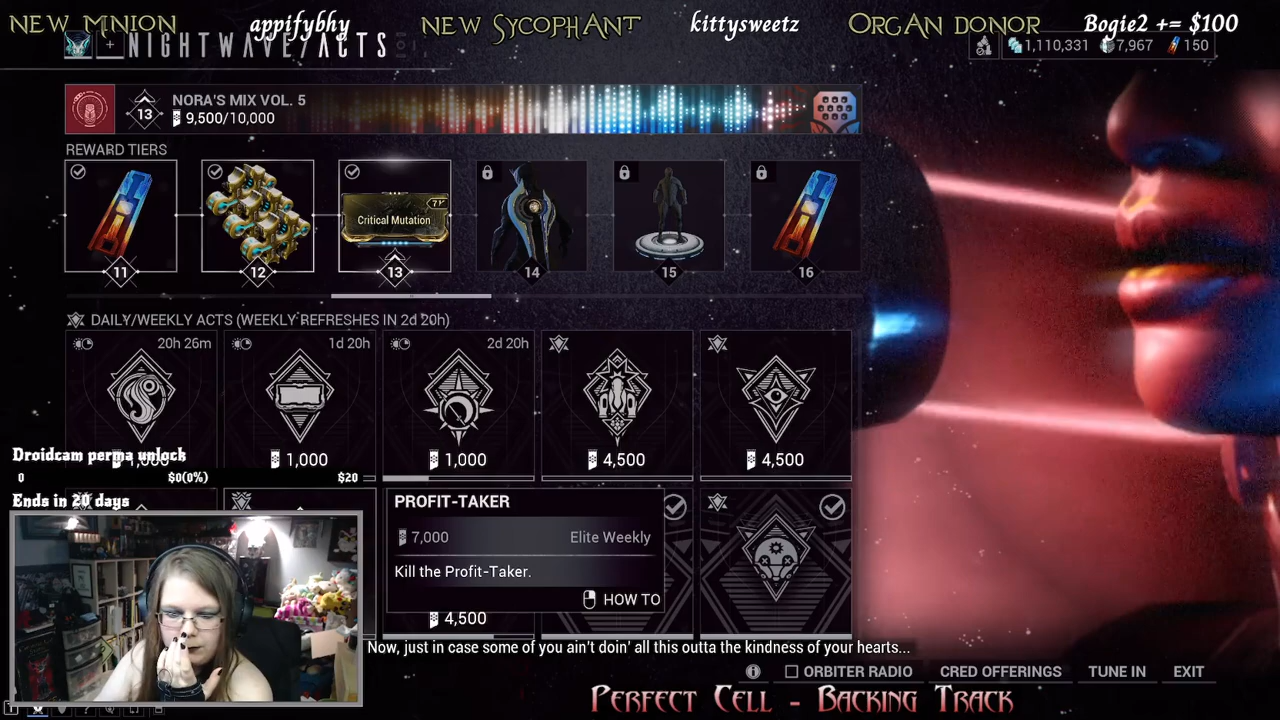 NEW MINION appifybhy NEW SYCOPHANT kittysweetz ORGAN DONOR Bogie2 += $100
NIGHTWAVE/ACTS
1,110,331 7,967 150
13 NORA'S MIX VOL. 5
9,500/10,000
REWARD TIERS
Critical Mutation
11 12 13 14 15 16
DAILY/WEEKLY ACTS (WEEKLY REFRESHES IN 2d 20h)
20h 26m 1d 20h 2d 20h
1,000 1,000 4,500 4,500
Droidcam perma unlock
0 $0(0%) $20
Ends in 20 days
PROFIT-TAKER
7,000 Elite Weekly
Kill the Profit-Taker.
HOW TO
4,500
Now, just in case some of you ain't doin' all this outta the kindness of your hearts...
ORBITER RADIO CRED OFFERINGS TUNE IN EXIT
PERFECT CELL - BACKING TRACK